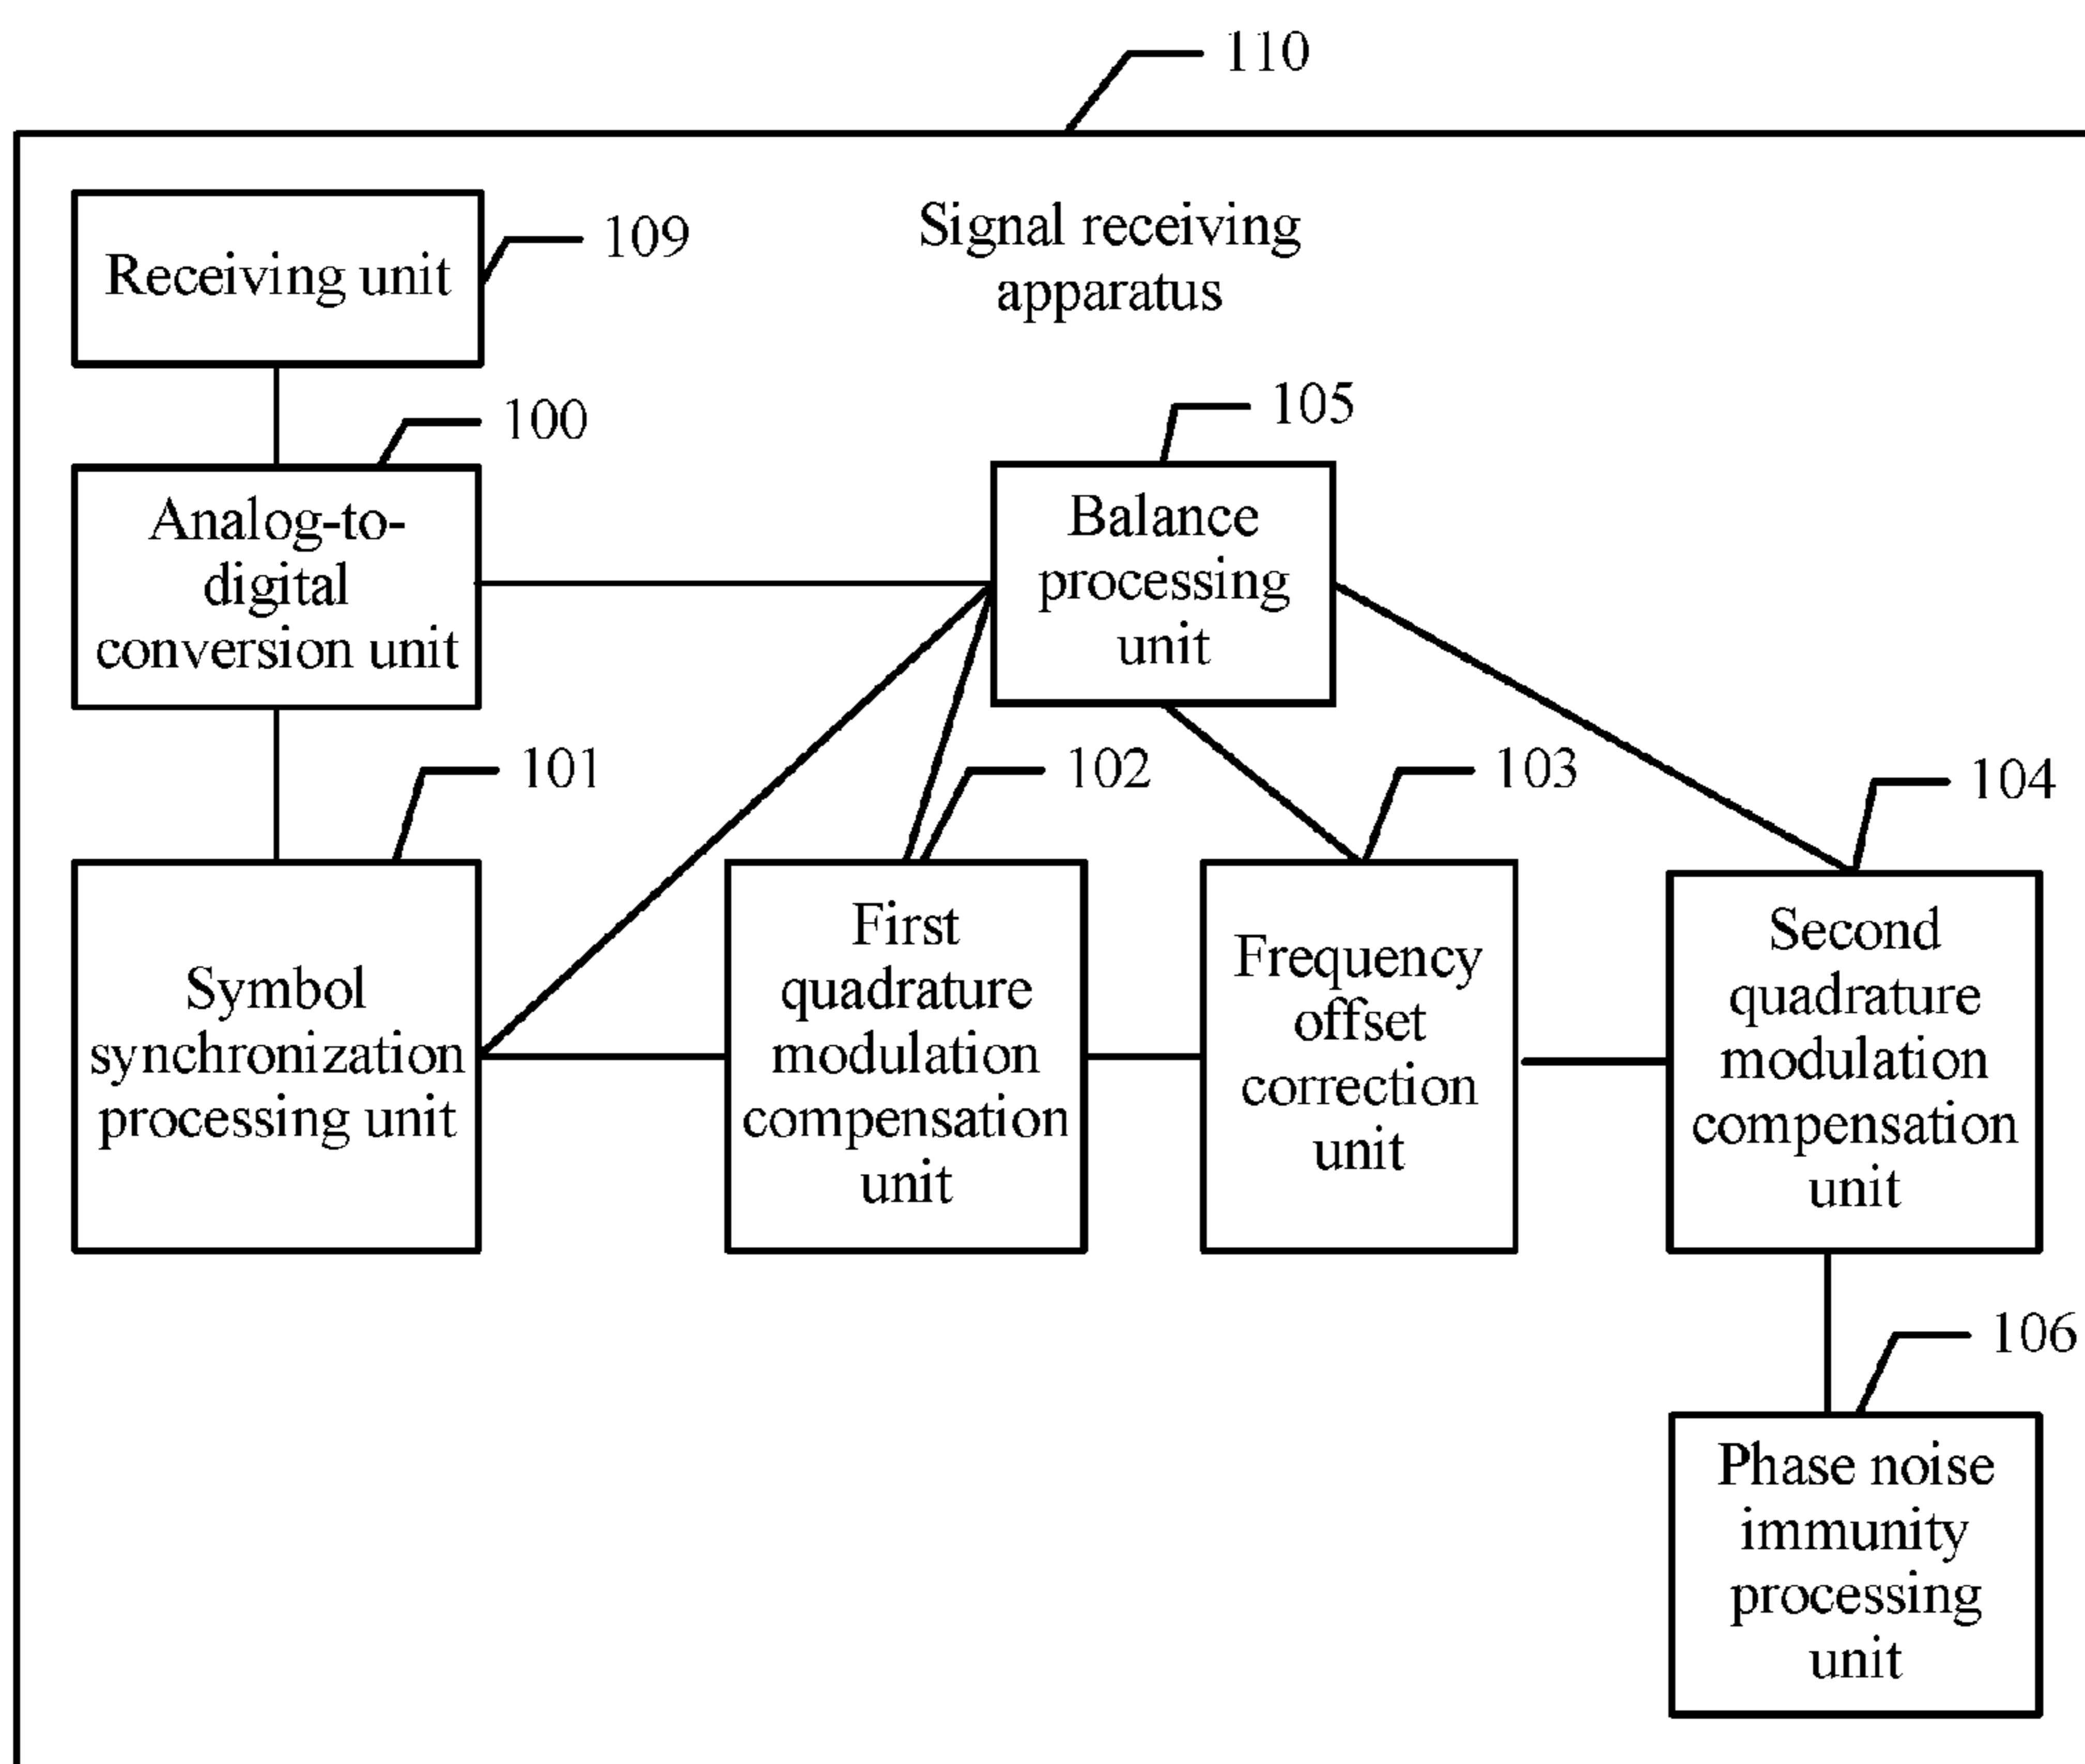 110
Signal receiving
apparatus
Receiving unit
109
100
Analog-to-
digital
conversion unit
105
Balance
processing
unit
101
Symbol
synchronization
processing unit
102
First
quadrature
modulation
compensation
unit
103
Frequency
offset
correction
unit
104
Second
quadrature
modulation
compensation
unit
106
Phase noise
immunity
processing
unit